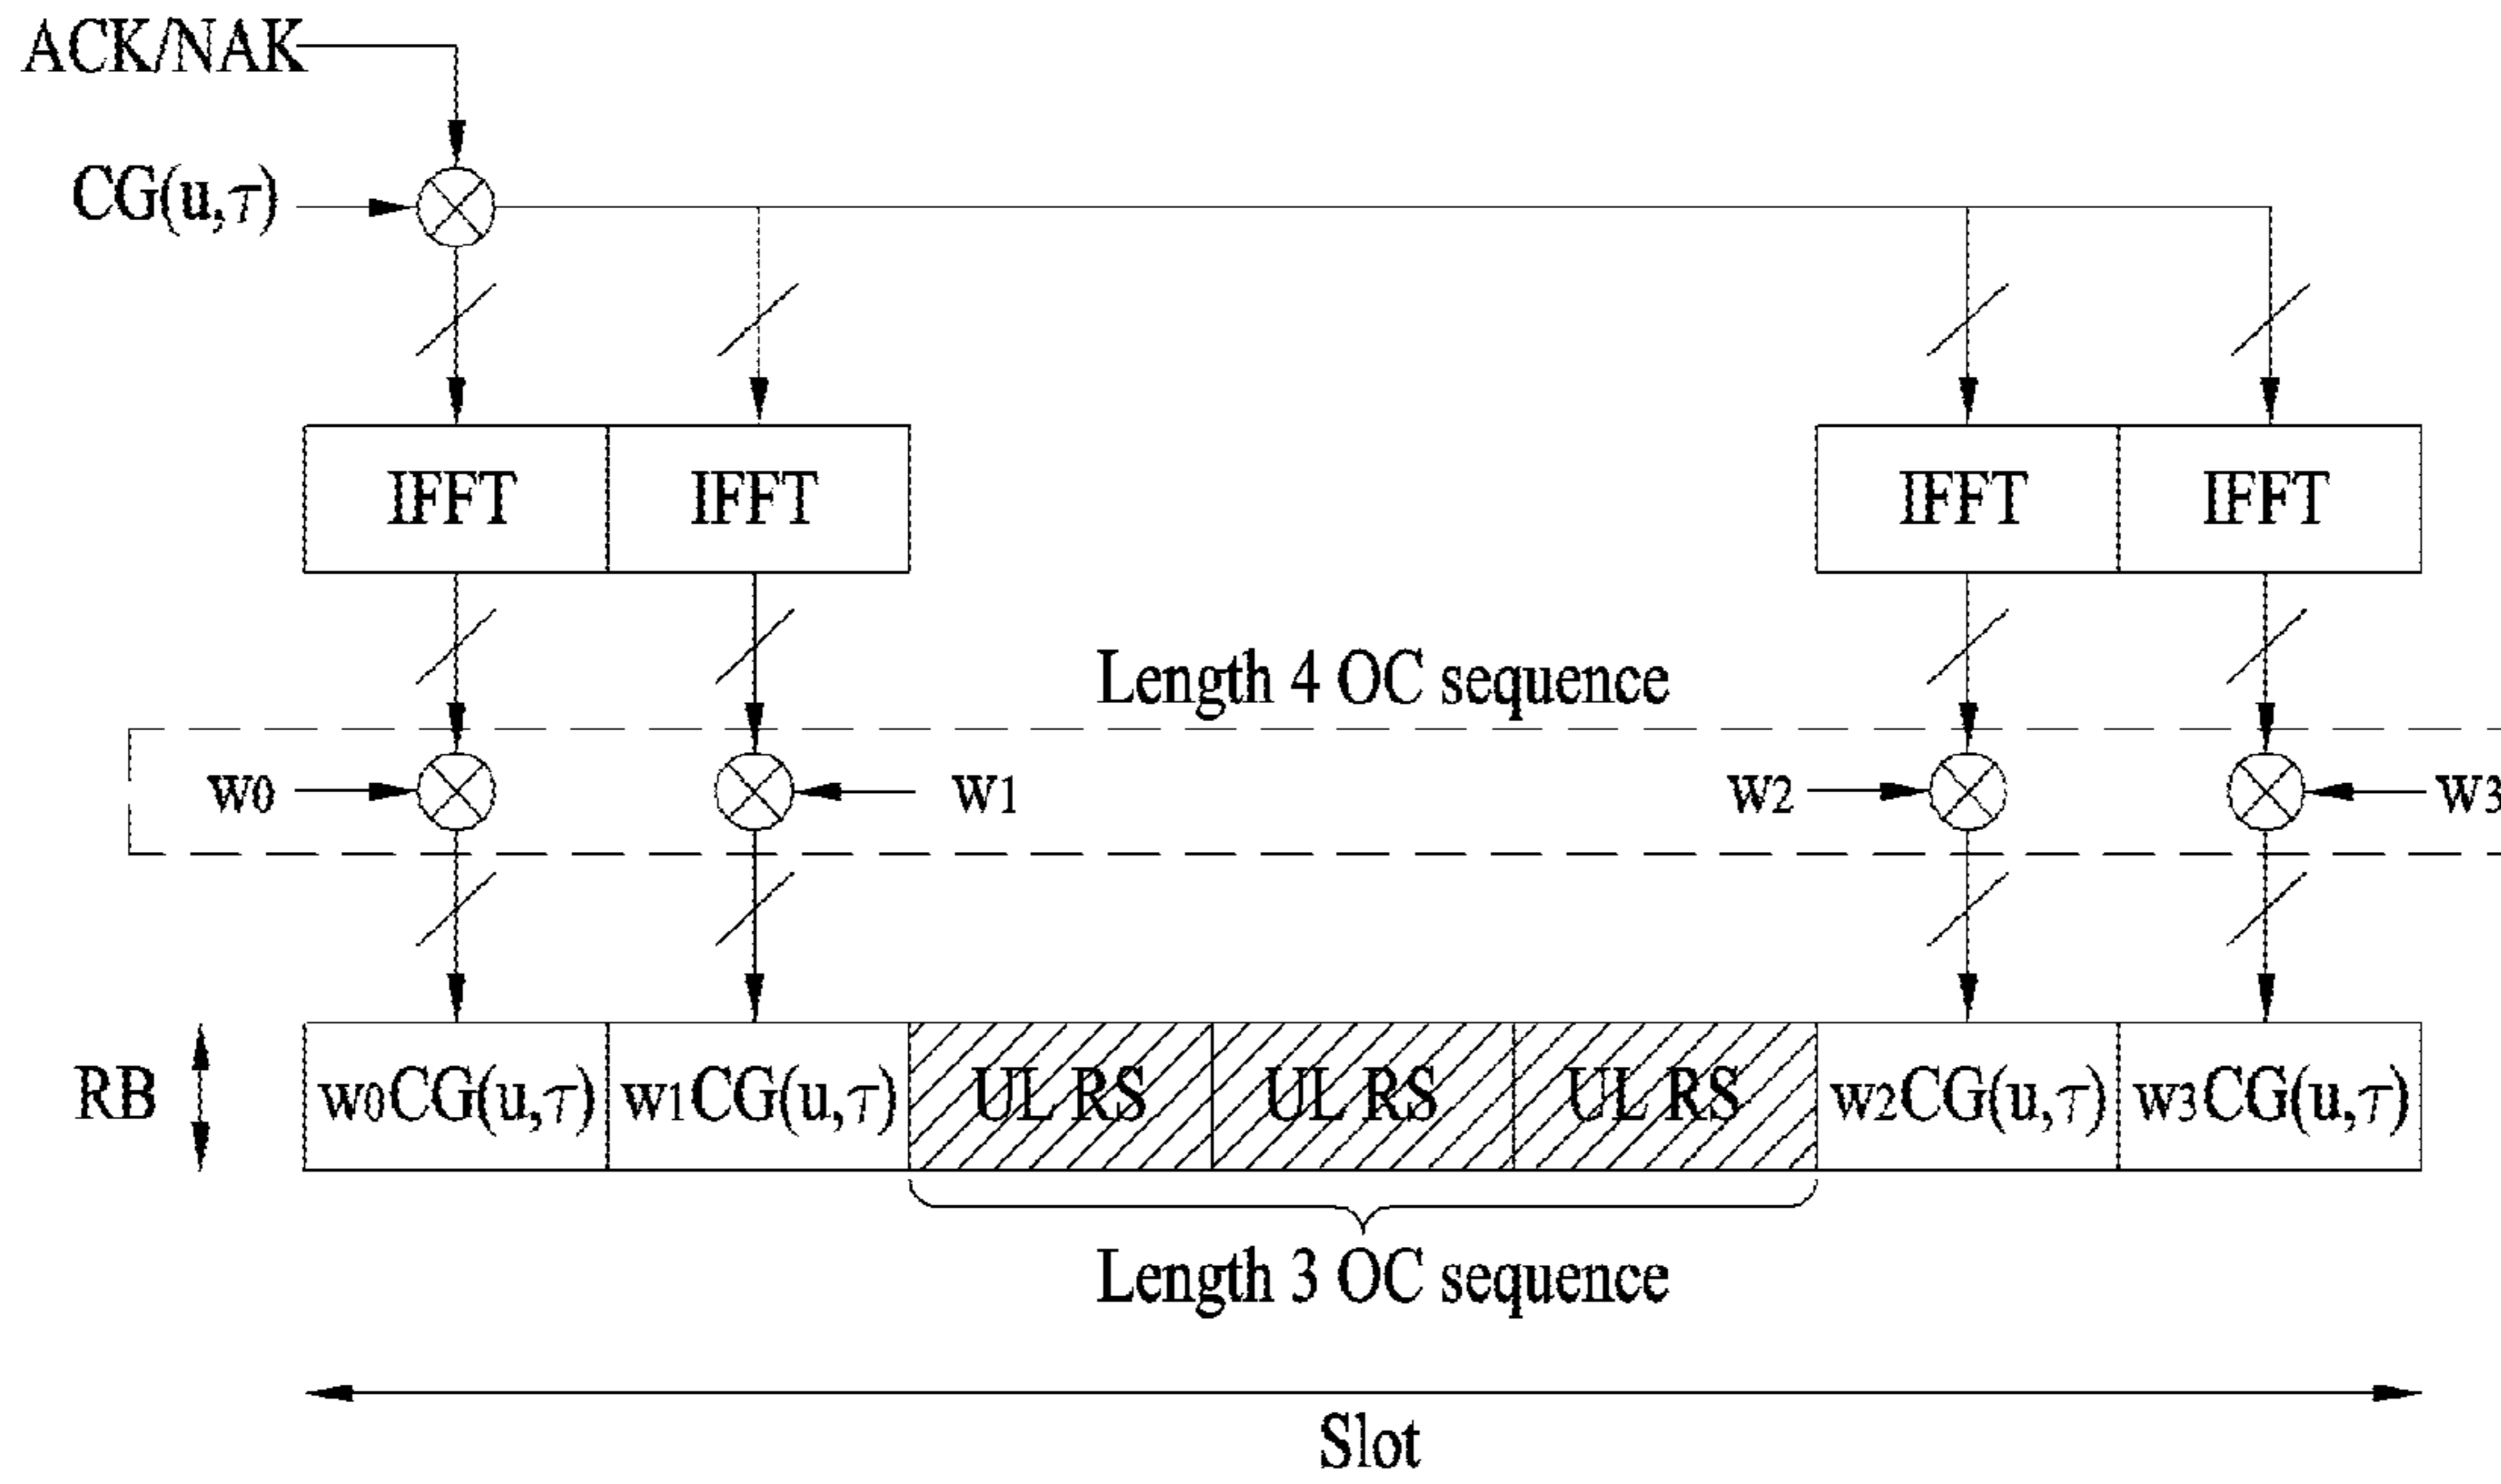 ACK/NAK
CG(u,τ)
IFFT IFFT IFFT IFFT
Length 4 OC sequence
w0 w1 w2 w3
RB w0CG(u,τ) w1CG(u,τ) UL RS UL RS UL RS w2CG(u,τ) w3CG(u,τ)
Length 3 OC sequence
Slot